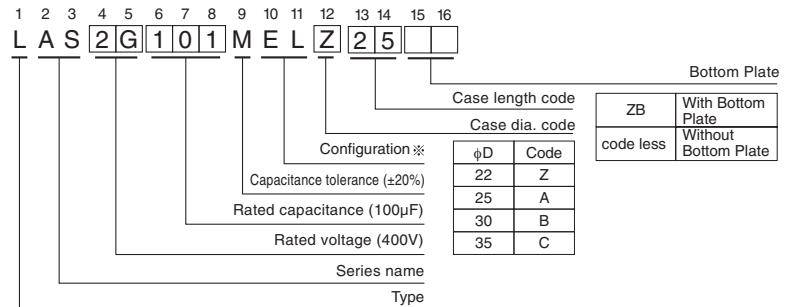 1 2 3 4 5 6 7 8 9 10 11 12 13 14 15 16
L A S 2 G 1 0 1 M E L Z 2 5
Bottom Plate
Case length code
Case dia. code
Configuration※
Capacitance tolerance (±20%)
Rated capacitance (100µF)
Rated voltage (400V)
Series name
Type
ZB With Bottom
Plate
code less Without
Bottom Plate
ϕD Code
22 Z
25 A
30 B
35 C